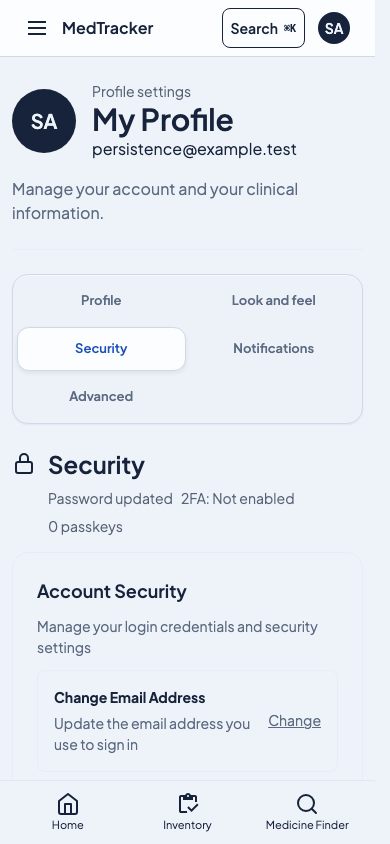 MedTracker
Search ⌘K
SA
SA
Profile settings
My Profile
persistence@example.test
Manage your account and your clinical
information.
Profile
Look and feel
Security
Notifications
Advanced
Security
Password updated 2FA: Not enabled
0 passkeys
Account Security
Manage your login credentials and security
settings
Change Email Address
Update the email address you
use to sign in
Change
Home
Inventory
Medicine Finder